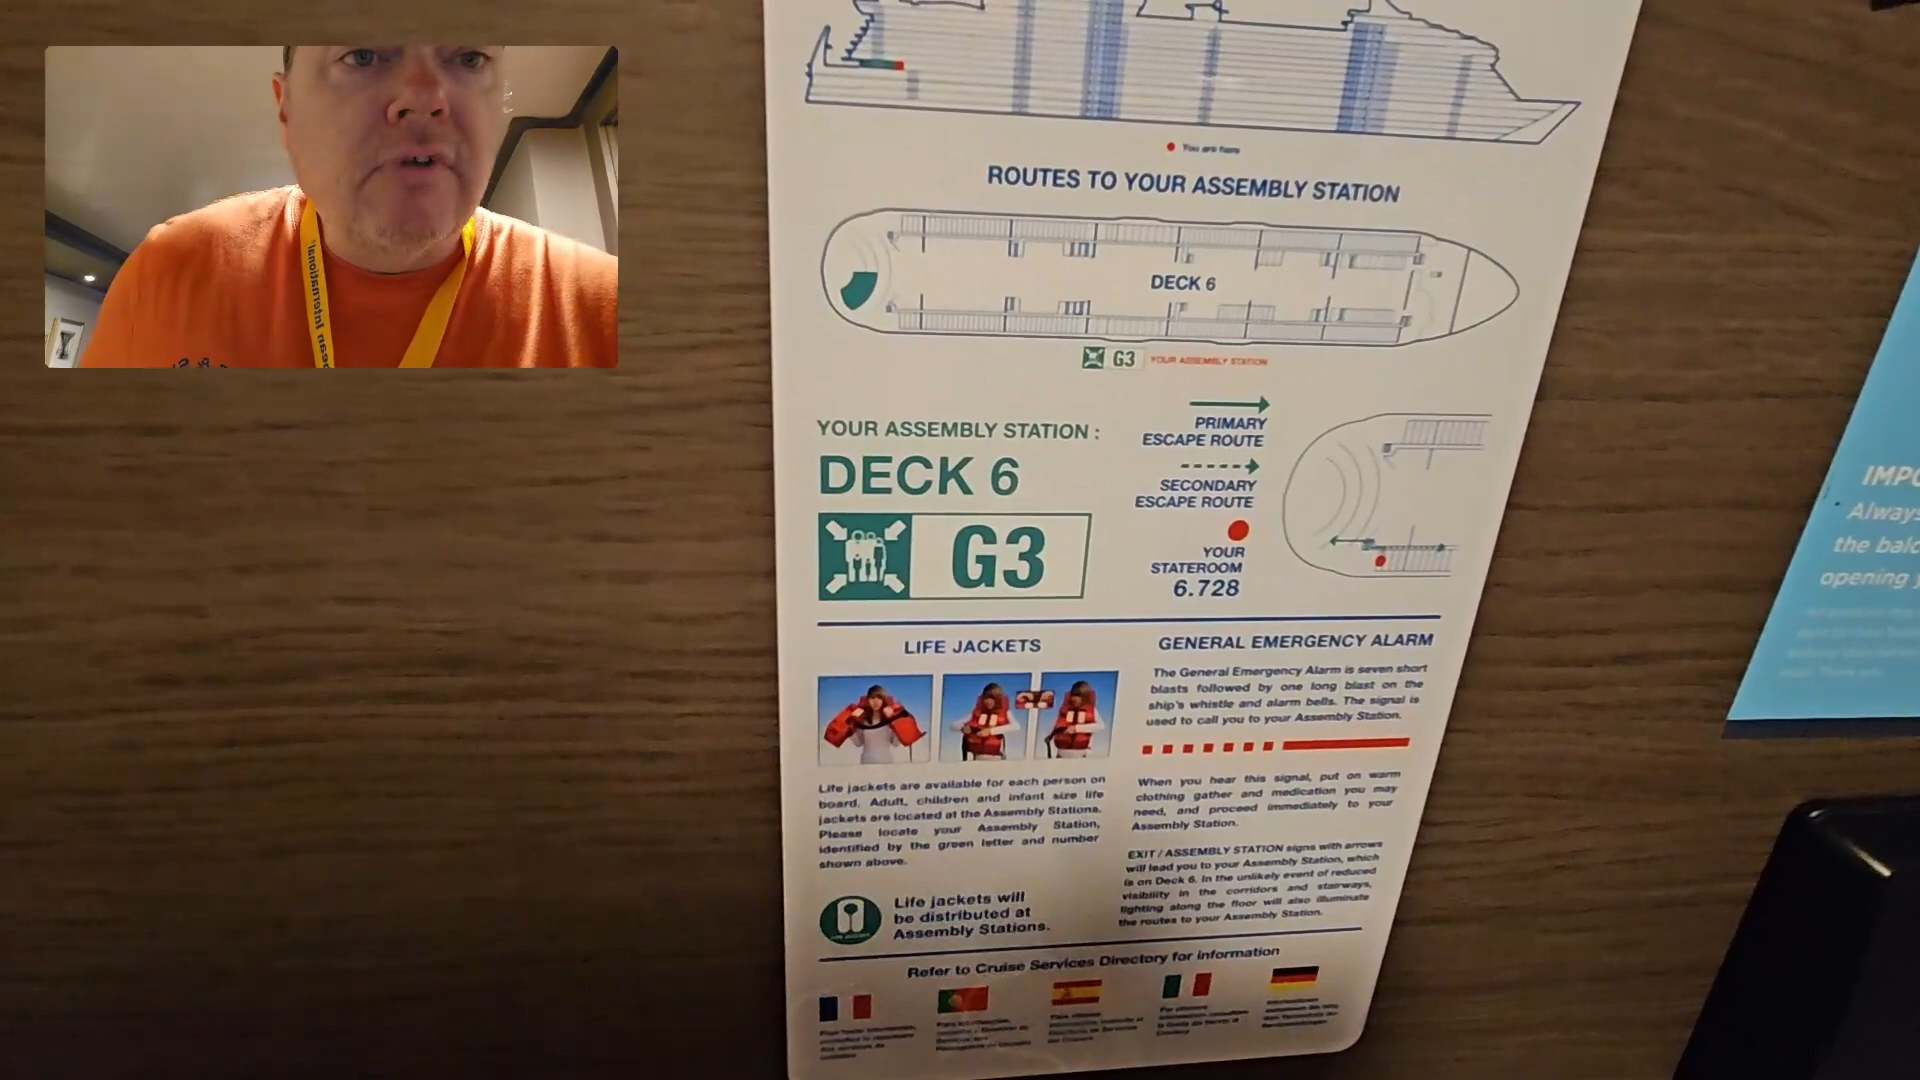 You are here
ROUTES TO YOUR ASSEMBLY STATION
DECK 6
G3 YOUR ASSEMBLY STATION
YOUR ASSEMBLY STATION :
DECK 6
G3
PRIMARY
ESCAPE ROUTE
SECONDARY
ESCAPE ROUTE
YOUR
STATEROOM
6.728
LIFE JACKETS
Life jackets are available for each person on
board. Adult, children and infant size life
jackets are located at the Assembly Stations.
Please locate your Assembly Station,
identified by the green letter and number
shown above.
Life jackets will
be distributed at
Assembly Stations.
GENERAL EMERGENCY ALARM
The General Emergency Alarm is seven short
blasts followed by one long blast on the
ship's whistle and alarm bells. The signal is
used to call you to your Assembly Station.
When you hear this signal, put on warm
clothing gather and medication you may
need, and proceed immediately to your
Assembly Station.
EXIT / ASSEMBLY STATION signs with arrows
will lead you to your Assembly Station, which
is on Deck 6. In the unlikely event of reduced
visibility in the corridors and stairways,
lighting along the floor will also illuminate
the routes to your Assembly Station.
Refer to Cruise Services Directory for information
IMPO
Always
the balc
opening y
International